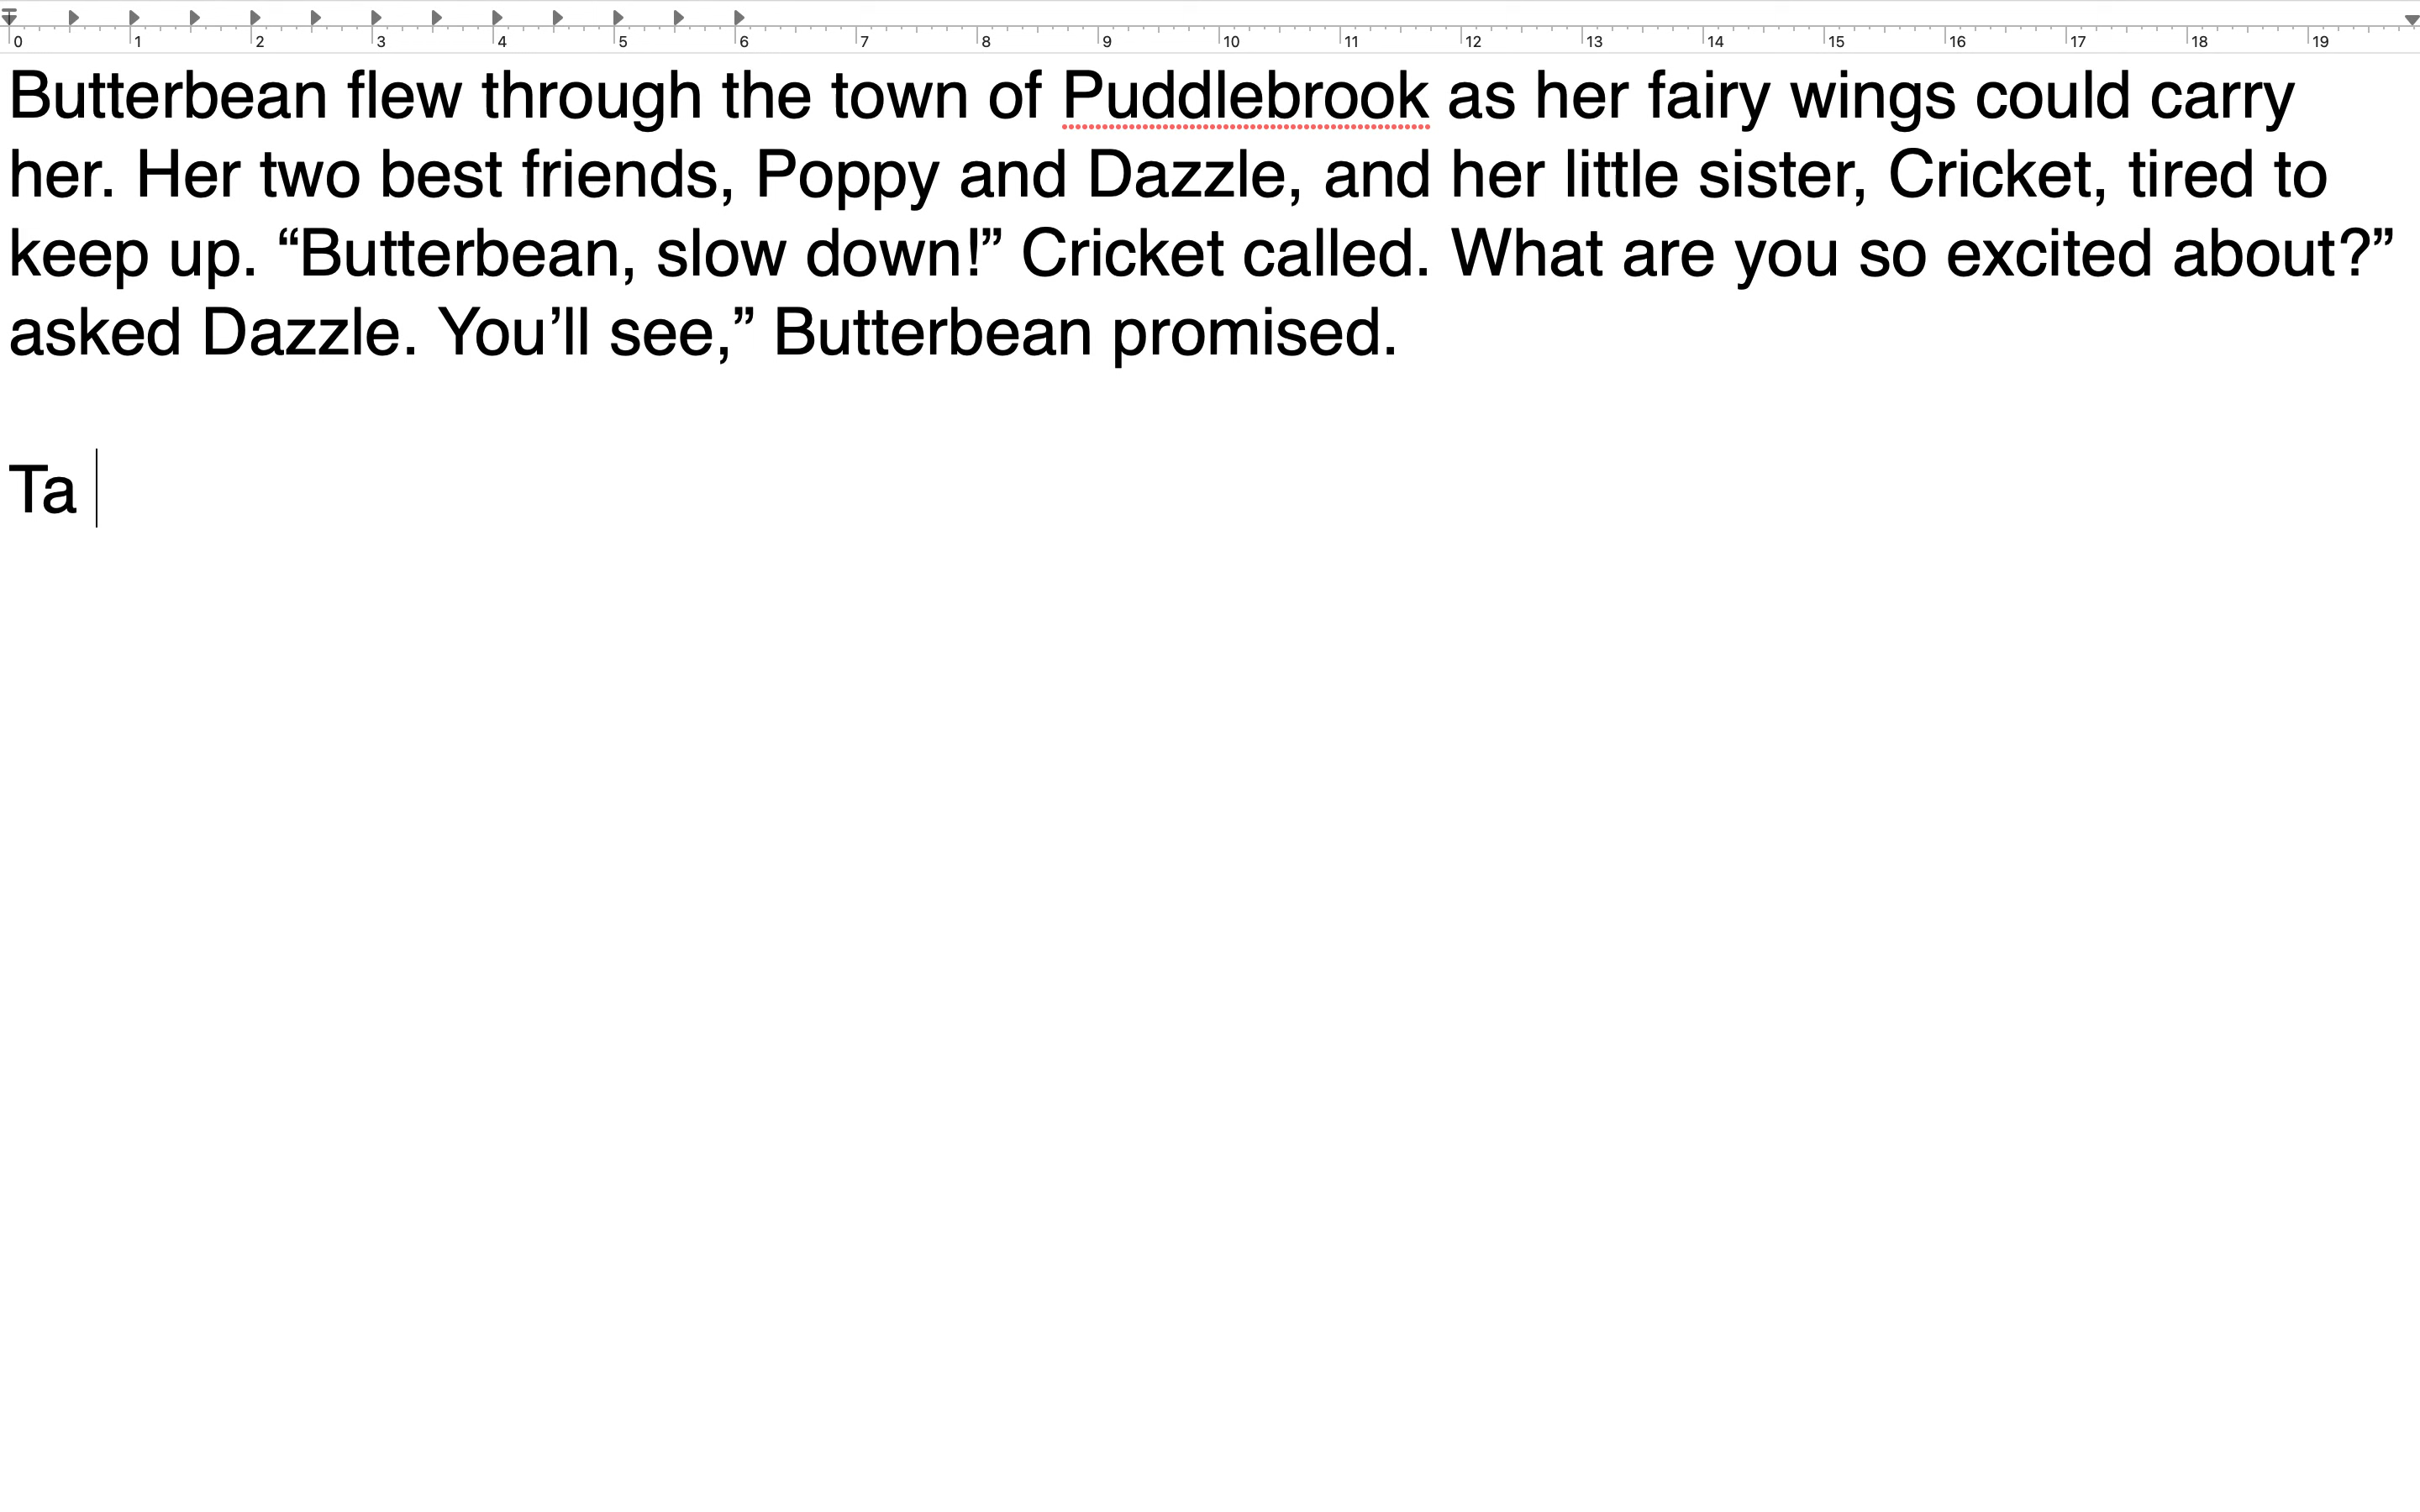 0 1 2 3 4 5 6 7 8 9 10 11 12 13 14 15 16 17 18 19
Butterbean flew through the town of Puddlebrook as her fairy wings could carry
her. Her two best friends, Poppy and Dazzle, and her little sister, Cricket, tired to
keep up. “Butterbean, slow down!” Cricket called. What are you so excited about?”
asked Dazzle. You’ll see,” Butterbean promised.
Ta